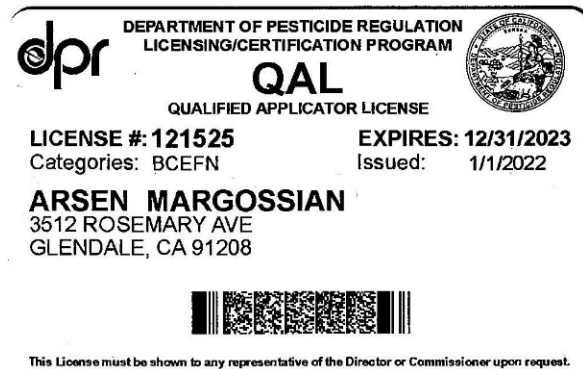 dpr
DEPARTMENT OF PESTICIDE REGULATION
LICENSING/CERTIFICATION PROGRAM
QAL
QUALIFIED APPLICATOR LICENSE
LICENSE #: 121525 EXPIRES: 12/31/2023
Categories: BCEFN Issued: 1/1/2022
ARSEN MARGOSSIAN
3512 ROSEMARY AVE
GLENDALE, CA 91208
This License must be shown to any representative of the Director or Commissioner upon request.